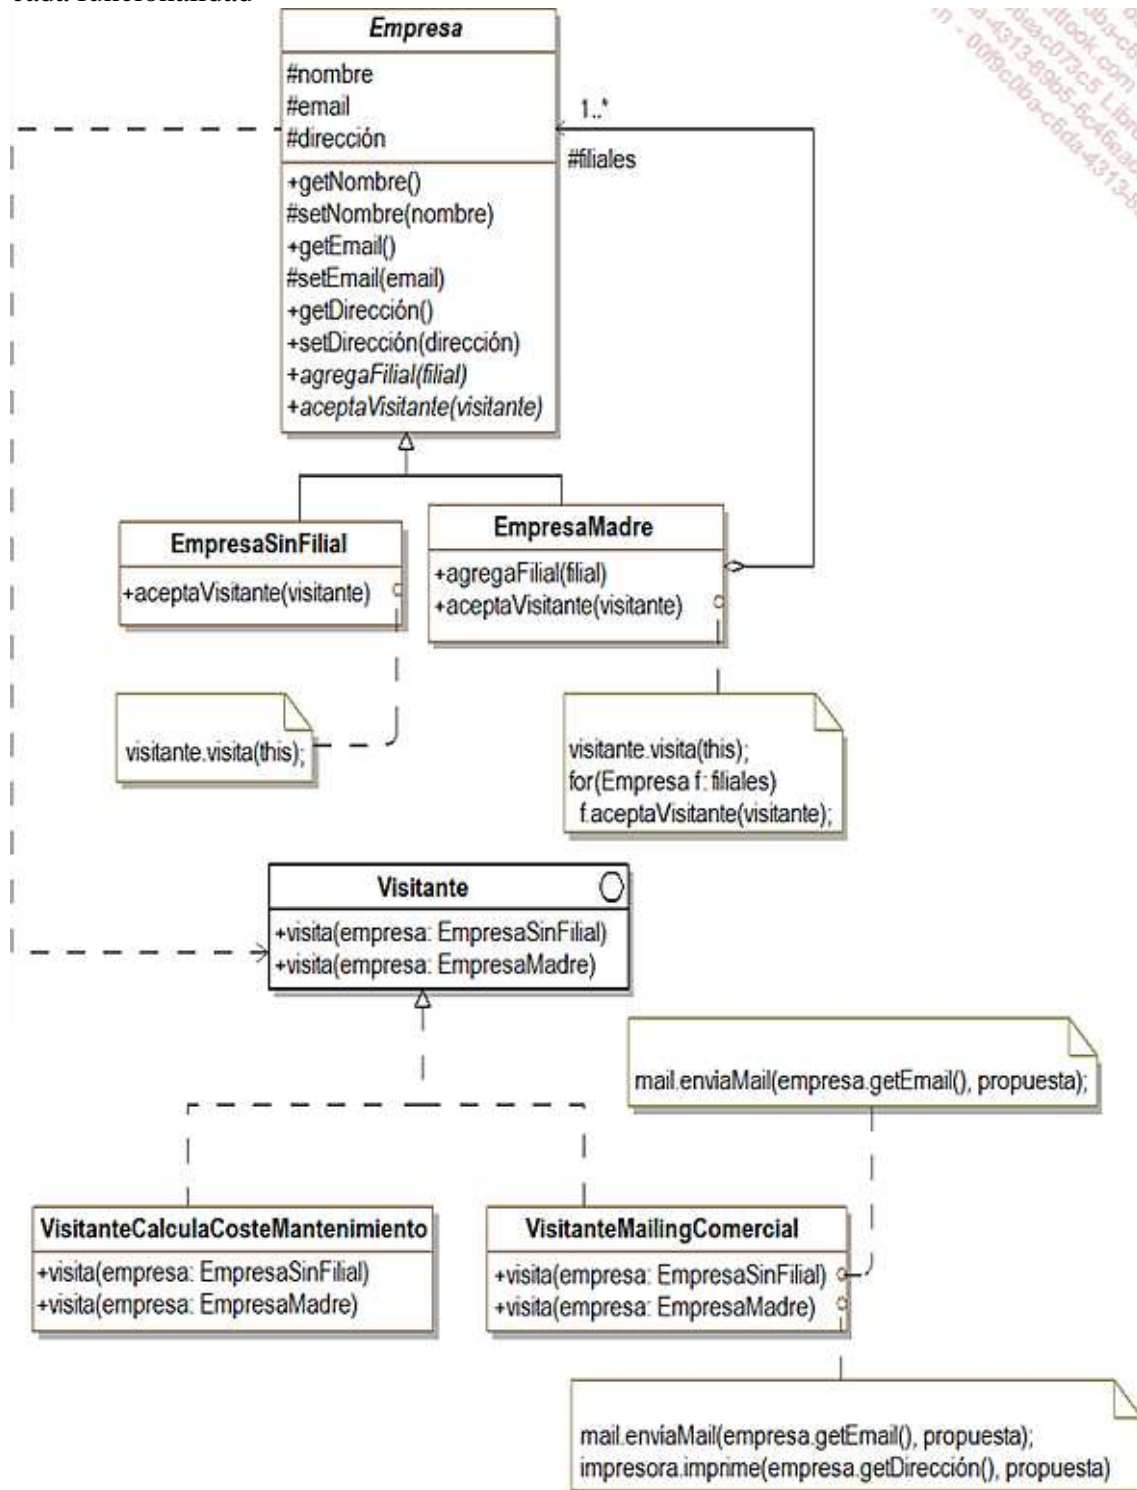 cada funcionalidad
Empresa
#nombre
#email
#dirección
+getNombre()
#setNombre(nombre)
+getEmail()
#setEmail(email)
+getDirección()
+setDirección(dirección)
+agregaFilial(filial)
+aceptaVisitante(visitante)
1..*
#filiales
EmpresaSinFilial
+aceptaVisitante(visitante)
EmpresaMadre
+agregaFilial(filial)
+aceptaVisitante(visitante)
visitante.visita(this);
visitante.visita(this);
for(Empresa f: filiales)
f.aceptaVisitante(visitante);
Visitante
+visita(empresa: EmpresaSinFilial)
+visita(empresa: EmpresaMadre)
mail.envíaMail(empresa.getEmail(), propuesta);
VisitanteCalculaCosteMantenimiento
+visita(empresa: EmpresaSinFilial)
+visita(empresa: EmpresaMadre)
VisitanteMailingComercial
+visita(empresa: EmpresaSinFilial)
+visita(empresa: EmpresaMadre)
mail.envíaMail(empresa.getEmail(), propuesta);
impresora.imprime(empresa.getDirección(), propuesta)